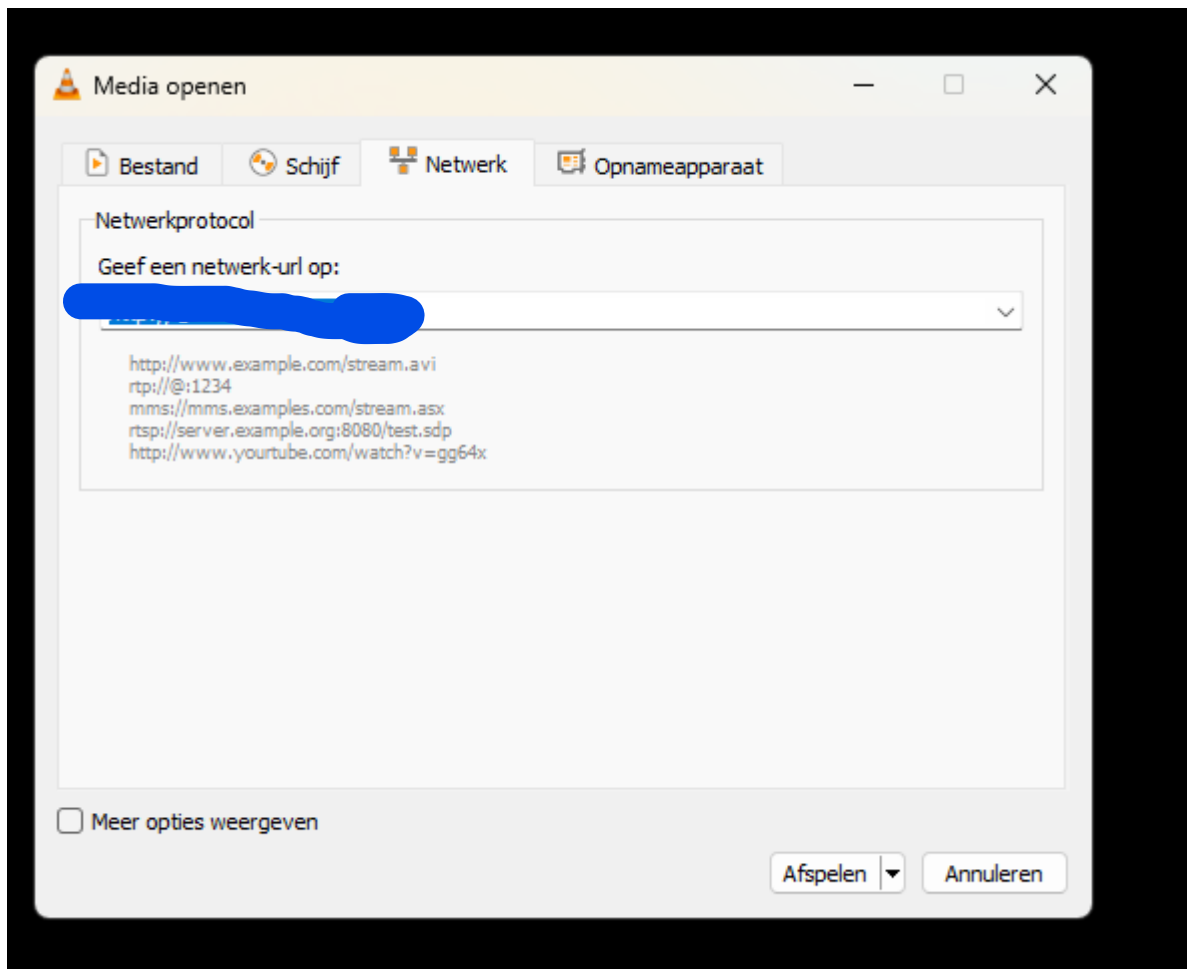 Media openen
Bestand
Schijf
Netwerk
Opnameapparaat
Netwerkprotocol
Geef een netwerk-url op:
http://www.example.com/stream.avi
rtp://@:1234
mms://mms.examples.com/stream.asx
rtsp://server.example.org:8080/test.sdp
http://www.yourtube.com/watch?v=gg64x
Meer opties weergeven
Afspelen
Annuleren